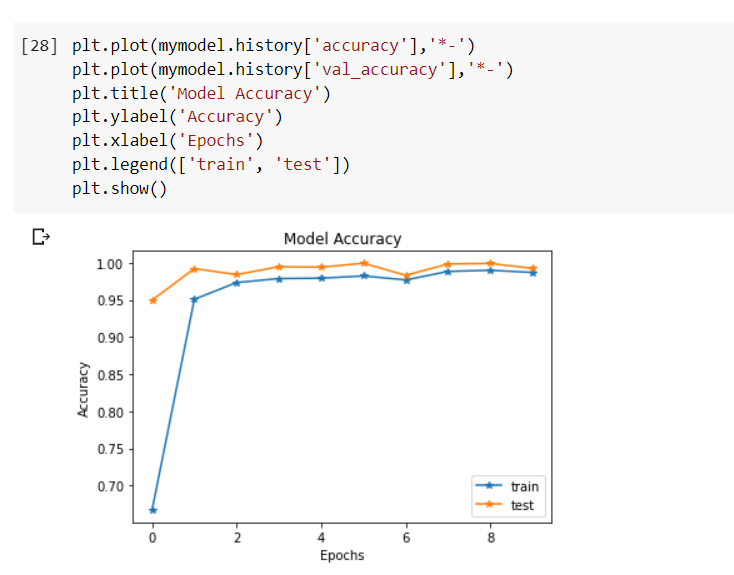 [28] plt.plot(mymodel.history['accuracy'],'*-')
plt.plot(mymodel.history['val_accuracy'],'*-')
plt.title('Model Accuracy')
plt.ylabel('Accuracy')
plt.xlabel('Epochs')
plt.legend(['train', 'test'])
plt.show()
Model Accuracy
1.00
0.95
0.90
0.85
0.80
0.75
0.70
Accuracy
train
test
0 2 4 6 8
Epochs